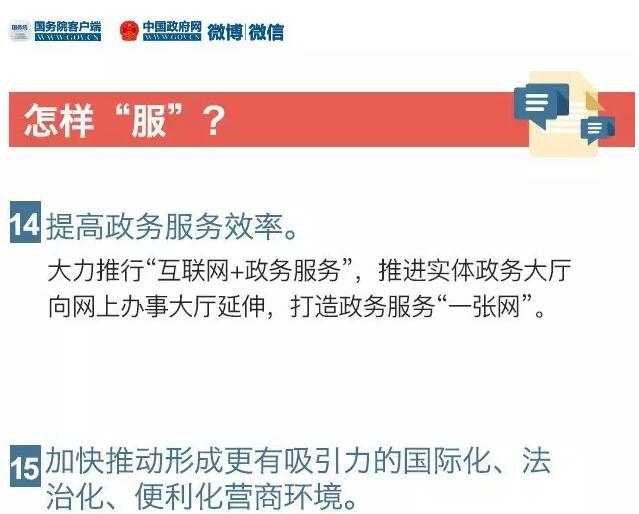 国务院 国务院客户端 中国政府网 微博|微信
WWW.GOV.CN WWW.GOV.CN
怎样“服”？
14 提高政务服务效率。
大力推行“互联网+政务服务”，推进实体政务大厅
向网上办事大厅延伸，打造政务服务“一张网”。
15 加快推动形成更有吸引力的国际化、法
治化、便利化营商环境。